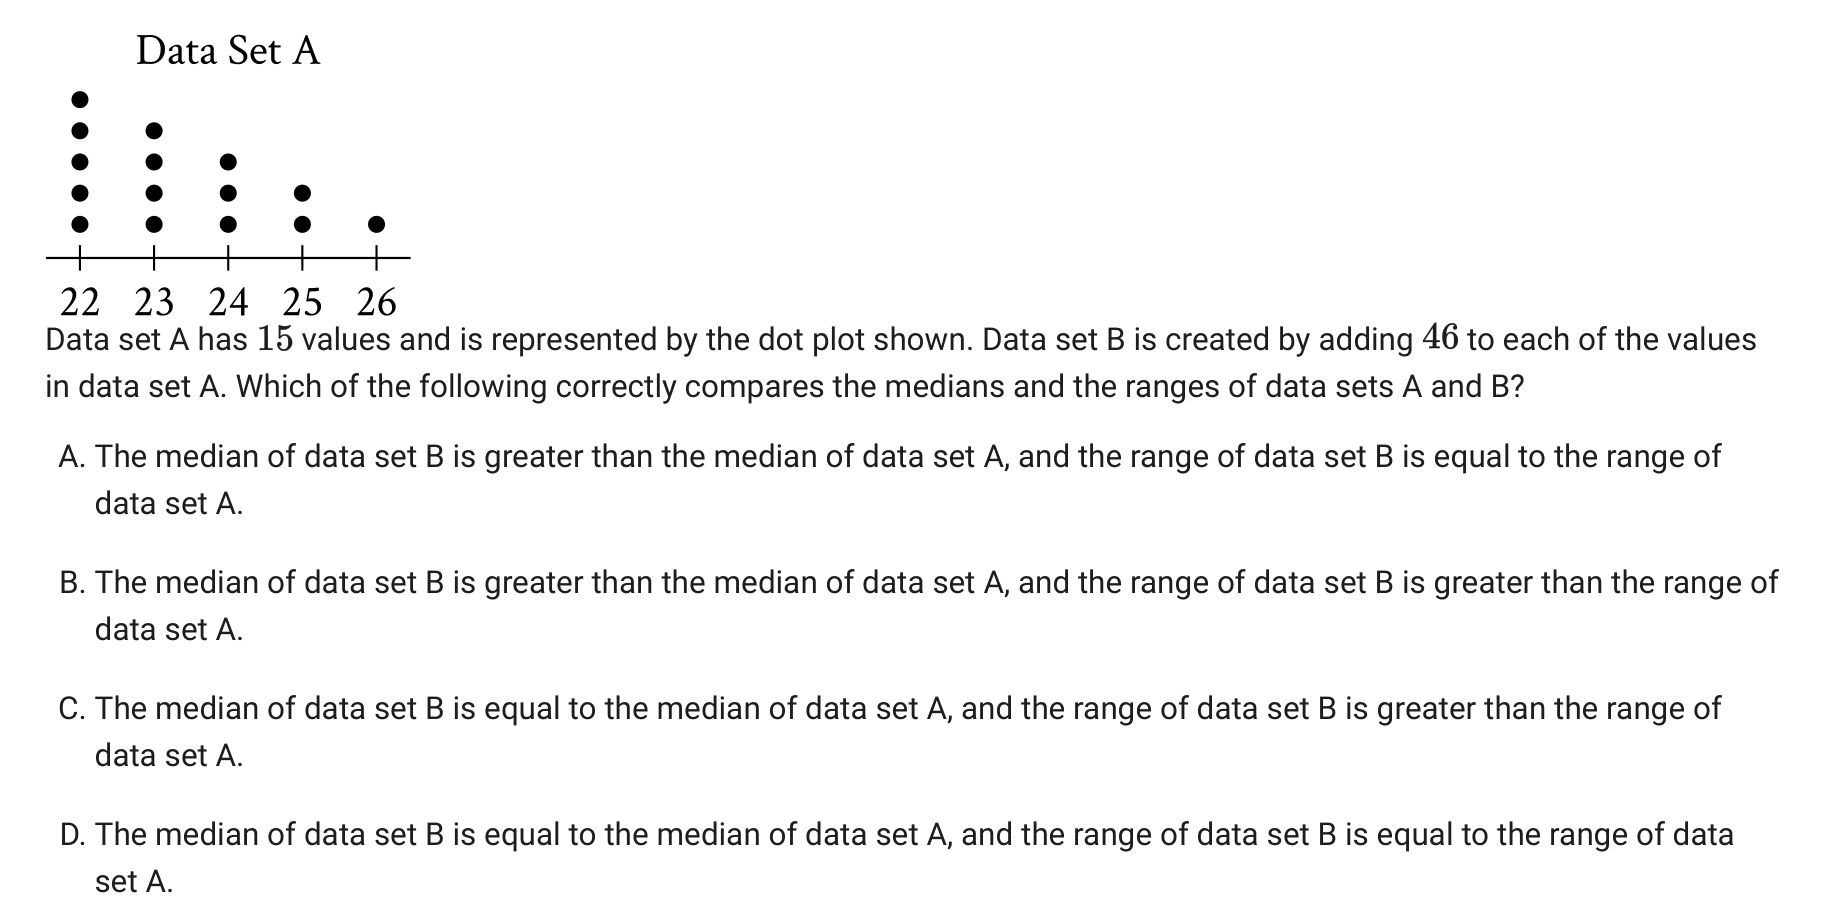 Data Set A
22 23 24 25 26
Data set A has 15 values and is represented by the dot plot shown. Data set B is created by adding 46 to each of the values
in data set A. Which of the following correctly compares the medians and the ranges of data sets A and B?
A. The median of data set B is greater than the median of data set A, and the range of data set B is equal to the range of
data set A.
B. The median of data set B is greater than the median of data set A, and the range of data set B is greater than the range of
data set A.
C. The median of data set B is equal to the median of data set A, and the range of data set B is greater than the range of
data set A.
D. The median of data set B is equal to the median of data set A, and the range of data set B is equal to the range of data
set A.